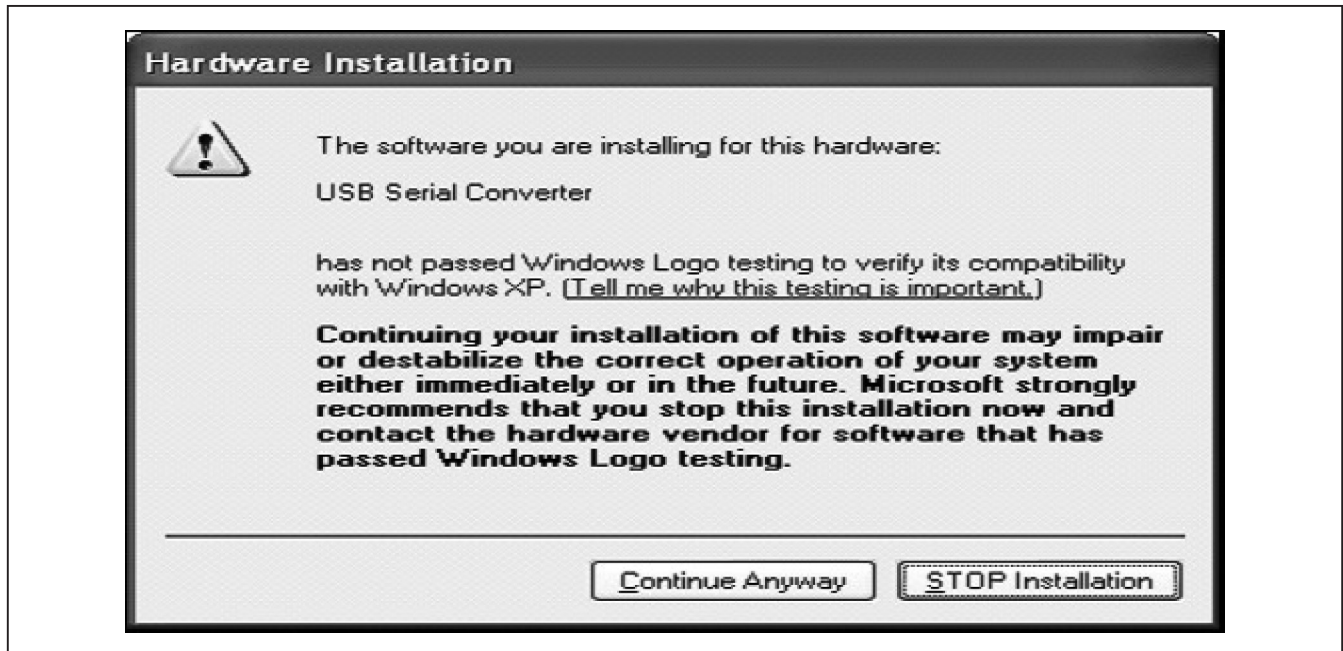 Hardware Installation
The software you are installing for this hardware:
USB Serial Converter
has not passed Windows Logo testing to verify its compatibility
with Windows XP. (Tell me why this testing is important.)
Continuing your installation of this software may impair
or destabilize the correct operation of your system
either immediately or in the future. Microsoft strongly
recommends that you stop this installation now and
contact the hardware vendor for software that has
passed Windows Logo testing.
Continue Anyway
STOP Installation